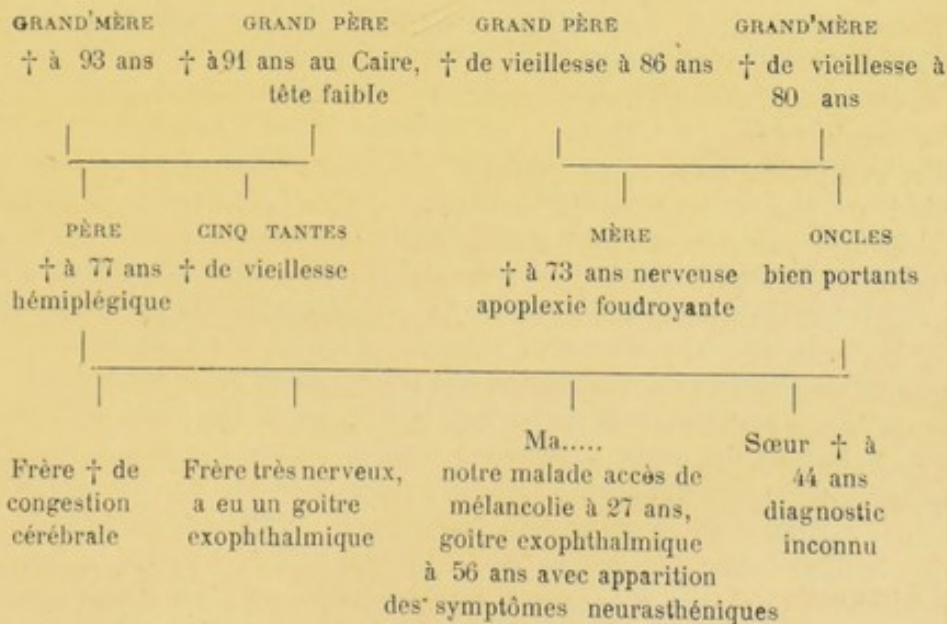 GRAND'MÈRE GRAND PÈRE GRAND PÈRE GRAND'MÈRE
† à 93 ans † à 91 ans au Caire, † de vieillesse à 86 ans † de vieillesse à
tête faible 80 ans
PÈRE CINQ TANTES MÈRE ONCLES
† à 77 ans † de vieillesse † à 73 ans nerveuse bien portants
hémiplégique apoplexie foudroyante
Frère † de
congestion
cérébrale
Frère très nerveux,
a eu un goitre
exophthalmique
Ma.....
notre malade accès de
mélancolie à 27 ans,
goitre exophthalmique
à 56 ans avec apparition
des symptômes neurasthéniques
Sœur † à
44 ans
diagnostic
inconnu